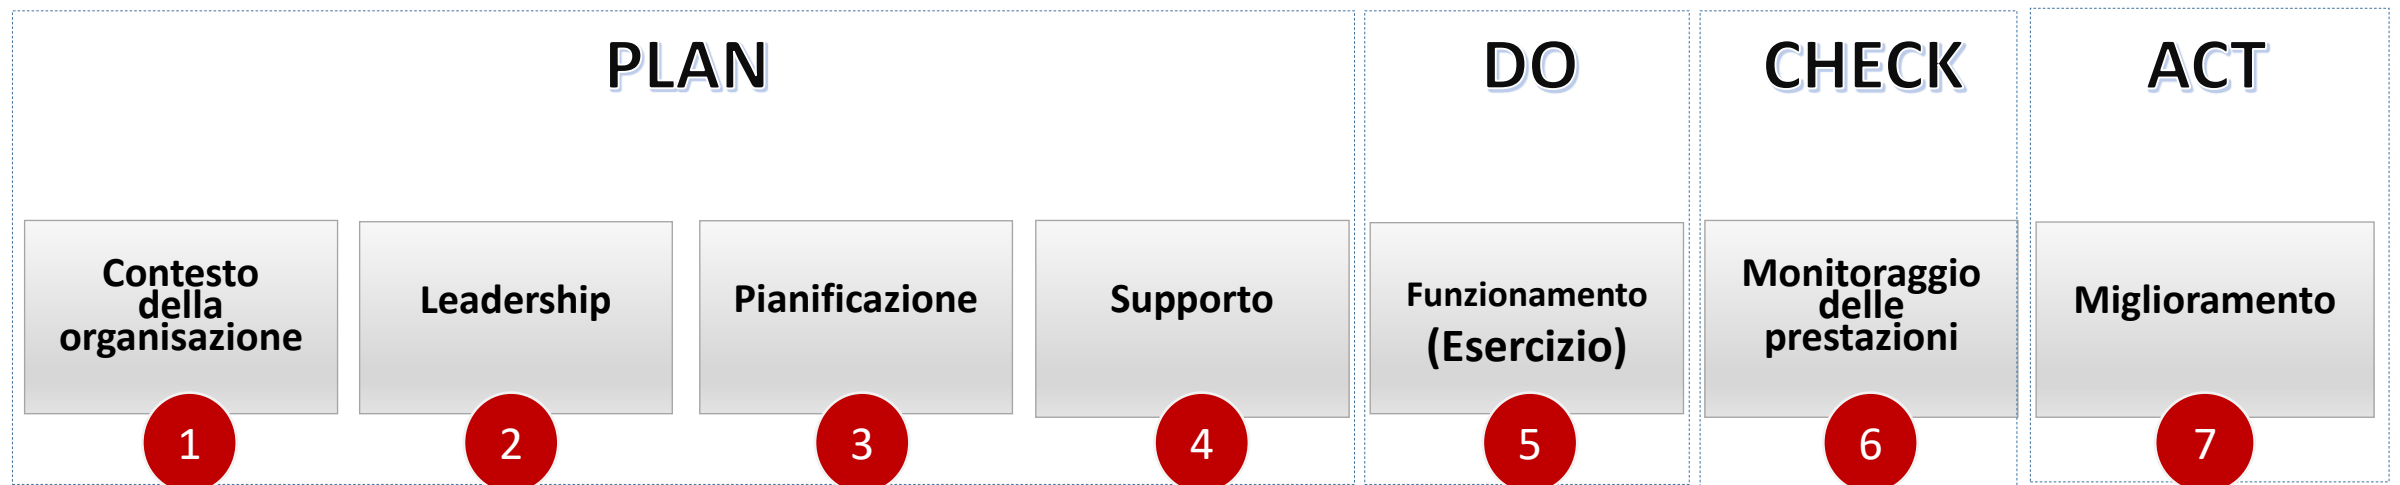 PLAN
DO
CHECK
ACT
Contesto
della
organisazione
Leadership
Pianificazione
Supporto
Funzionamento
(Esercizio)
Monitoraggio
delle
prestazioni
Miglioramento
1
2
3
4
5
6
7